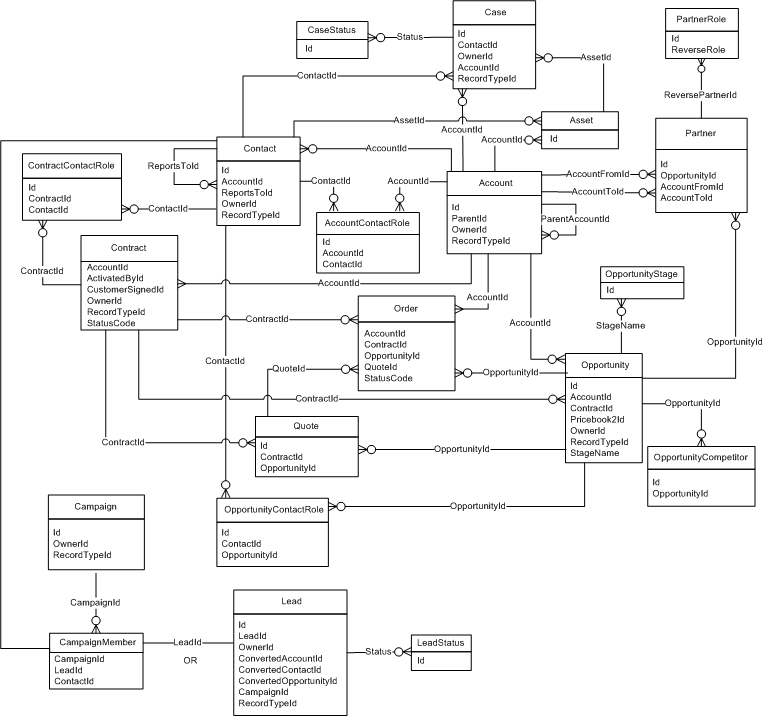 Case
Id
ContactId
OwnerId
AccountId
RecordTypeId
CaseStatus
Id
Status
PartnerRole
Id
ReverseRole
ContactId
AssetId
ReversePartnerId
AssetId
Asset
Id
AccountId
AccountId
Partner
Id
OpportunityId
AccountFromId
AccountToId
Contact
Id
AccountId
ReportsToId
OwnerId
RecordTypeId
ReportsToId
AccountId
ContractContactRole
Id
ContractId
ContactId
ContactId
ContactId
AccountId
Account
Id
ParentId
OwnerId
RecordTypeId
AccountFromId
AccountToId
ParentAccountId
AccountContactRole
Id
AccountId
ContactId
Contract
AccountId
ActivatedById
CustomerSignedId
OwnerId
RecordTypeId
StatusCode
ContractId
AccountId
AccountId
OpportunityStage
Id
StageName
AccountId
Order
AccountId
ContractId
OpportunityId
QuoteId
StatusCode
ContractId
OpportunityId
ContactId
QuoteId
OpportunityId
Opportunity
Id
AccountId
ContractId
Pricebook2Id
OwnerId
RecordTypeId
StageName
ContractId
OpportunityId
Quote
Id
ContractId
OpportunityId
ContractId
OpportunityId
OpportunityCompetitor
Id
OpportunityId
Campaign
Id
OwnerId
RecordTypeId
OpportunityContactRole
Id
ContactId
OpportunityId
OpportunityId
CampaignId
Lead
Id
LeadId
OwnerId
ConvertedAccountId
ConvertedContactId
ConvertedOpportunityId
CampaignId
RecordTypeId
CampaignMember
CampaignId
LeadId
ContactId
LeadId
OR
Status
LeadStatus
Id